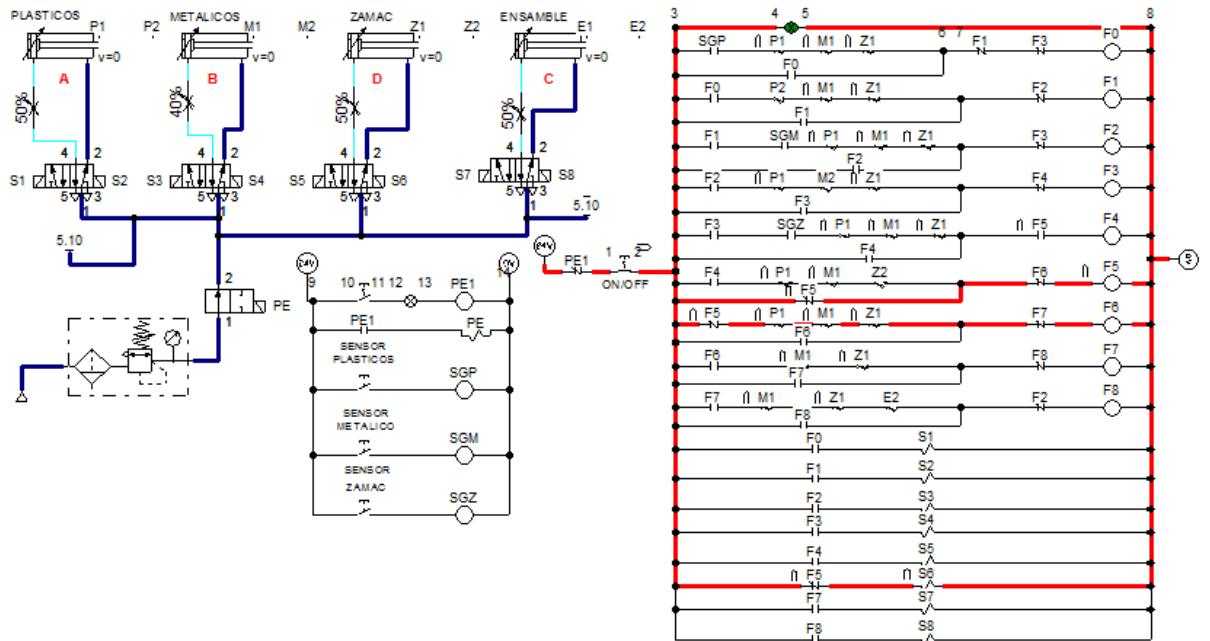 PLASTICOS P1 P2 METALICOS M1 M2 ZAMAC Z1 Z2 ENSAMBLE E1 E2
v=0 v=0 v=0 v=0
A B D C
50% 40% 50% 50%
4 2 4 2 4 2 4 2
S1 S2 S3 S4 S5 S6 S7 S8
5 3 5 3 5 3 5 3
1 1 1 1
5.10 5.10
2
PE
1
24V 0V
9 14
10 11 12 13 PE1
PE1 PE
SENSOR
PLASTICOS
SGP
SENSOR
METALICO
SGM
SENSOR
ZAMAC
SGZ
24V PE1 1 2
ON/OFF
3 4 5 8
SGP P1 M1 Z1 6 7 F1 F3 F0
F0
F0 P2 M1 Z1 F2 F1
F1
F1 SGM P1 M1 Z1 F3 F2
F2
F2 P1 M2 Z1 F4 F3
F3
F3 SGZ P1 M1 Z1 F5 F4
F4
F4 P1 M1 Z2 F6 F5
F5
F5 P1 M1 Z1 F7 F6
F6
F6 M1 Z1 F8 F7
F7
F7 M1 Z1 E2 F2 F8
F8
F0 S1
F1 S2
F2 S3
F3 S4
F4 S5
F5 S6
F7 S7
F8 S8